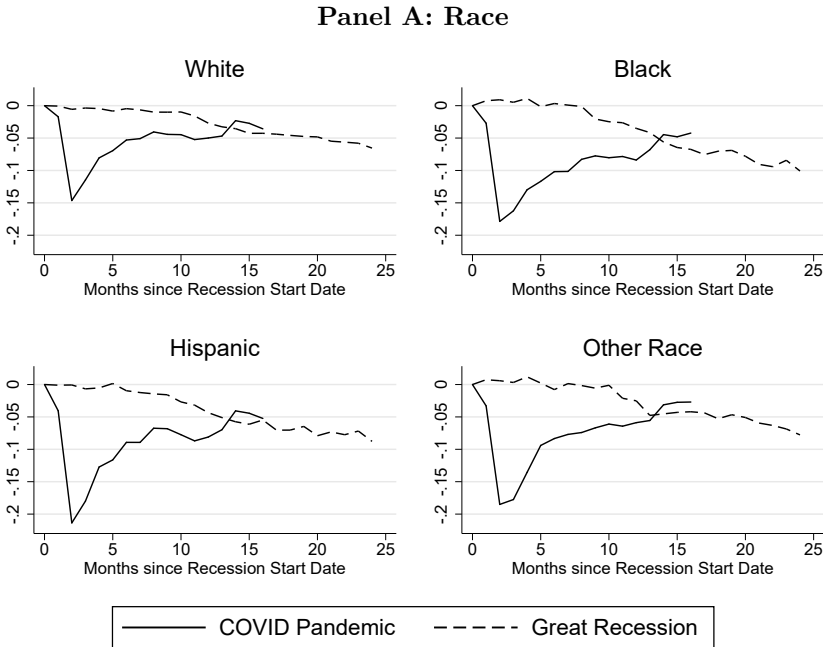 Panel A: Race
White
0
-.05
-.1
-.15
-.2
0 5 10 15 20 25
Months since Recession Start Date
Black
0
-.05
-.1
-.15
-.2
0 5 10 15 20 25
Months since Recession Start Date
Hispanic
0
-.05
-.1
-.15
-.2
0 5 10 15 20 25
Months since Recession Start Date
Other Race
0
-.05
-.1
-.15
-.2
0 5 10 15 20 25
Months since Recession Start Date
COVID Pandemic Great Recession